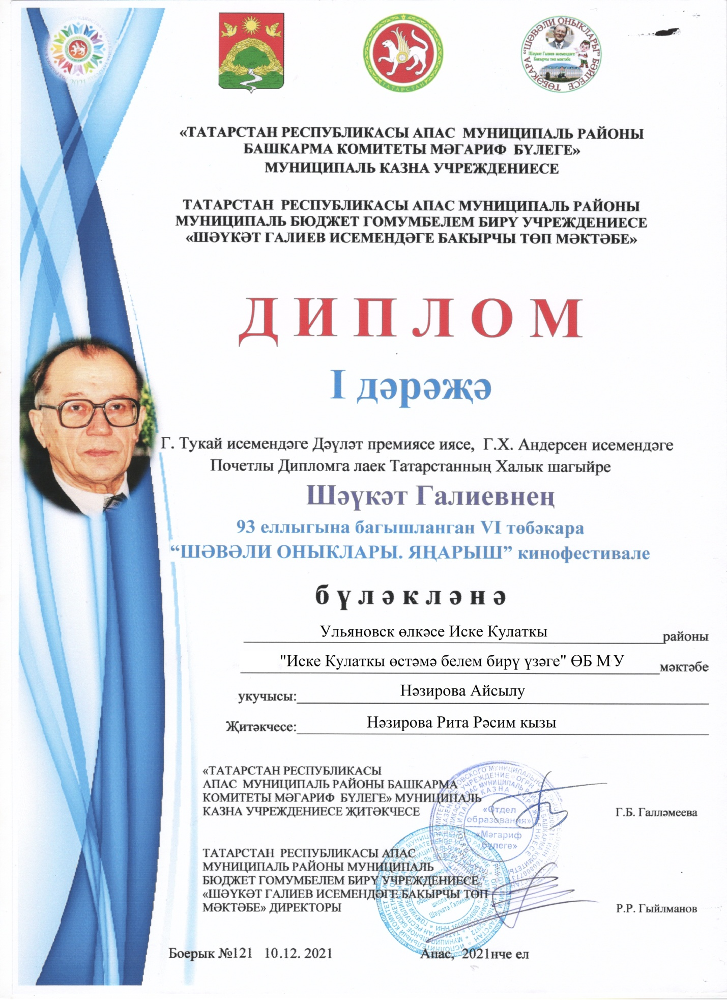 2021
ТАТАРСТАН
ТӨБӘКАРА "ШӘВӘЛИ ОНЫКЛАРЫ" БӘЙГЕСЕ
Шәүкәт Галиев исемендәге
Бакырчы төп мәктәбе
«ТАТАРСТАН РЕСПУБЛИКАСЫ АПАС МУНИЦИПАЛЬ РАЙОНЫ
БАШКАРМА КОМИТЕТЫ МӘГАРИФ БҮЛЕГЕ»
МУНИЦИПАЛЬ КАЗНА УЧРЕЖДЕНИЕСЕ
ТАТАРСТАН РЕСПУБЛИКАСЫ АПАС МУНИЦИПАЛЬ РАЙОНЫ
МУНИЦИПАЛЬ БЮДЖЕТ ГОМУМБЕЛЕМ БИРҮ УЧРЕЖДЕНИЕСЕ
«ШӘҮКӘТ ГАЛИЕВ ИСЕМЕНДӘГЕ БАКЫРЧЫ ТӨП МӘКТӘБЕ»
ДИПЛОМ
I дәрәҗә
Г. Тукай исемендәге Дәүләт премиясе иясе, Г.Х. Андерсен исемендәге
Почетлы Дипломга лаек Татарстанның Халык шагыйре
Шәүкәт Галиевнең
93 еллыгына багышланган VI төбәкара
“ШӘВӘЛИ ОНЫКЛАРЫ. ЯҢАРЫШ” кинофестивале
бүләкләнә
Ульяновск өлкәсе Иске Кулаткы районы
"Иске Кулаткы өстәмә белем бирү үзәге" ӨБ МУ мәктәбе
укучысы: Нәзирова Айсылу
Җитәкчесе: Нәзирова Рита Рәсим кызы
«ТАТАРСТАН РЕСПУБЛИКАСЫ
АПАС МУНИЦИПАЛЬ РАЙОНЫ БАШКАРМА
КОМИТЕТЫ МӘГАРИФ БҮЛЕГЕ» МУНИЦИПАЛЬ
КАЗНА УЧРЕЖДЕНИЕСЕ ҖИТӘКЧЕСЕ Г.Б. Галләмеева
«Отдел
образования»
«Мәгариф
бүлеге»
ТАТАРСТАН РЕСПУБЛИКАСЫ АПАС
МУНИЦИПАЛЬ РАЙОНЫ МУНИЦИПАЛЬ
БЮДЖЕТ ГОМУМБЕЛЕМ БИРҮ УЧРЕЖДЕНИЕСЕ
«ШӘҮКӘТ ГАЛИЕВ ИСЕМЕНДӘГЕ БАКЫРЧЫ ТӨП
МӘКТӘБЕ» ДИРЕКТОРЫ Р.Р. Гыйлманов
Боерык №121 10.12. 2021 Апас, 2021нче ел